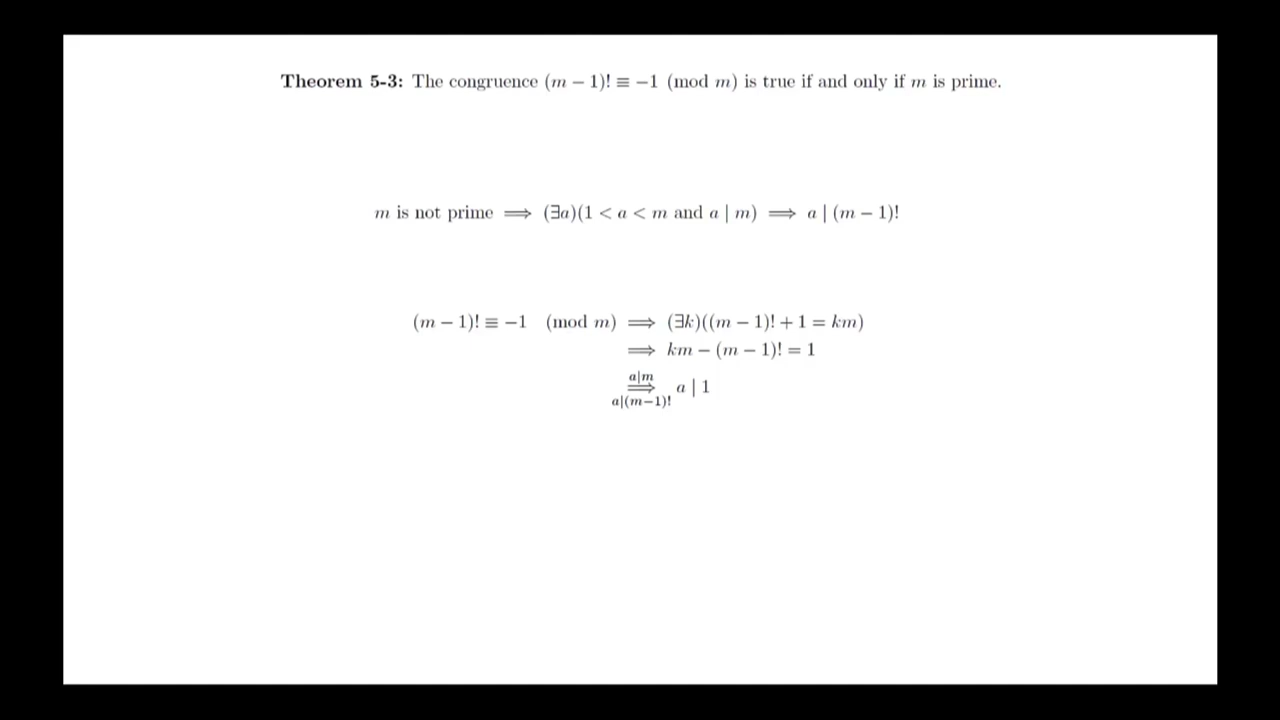 Theorem 5-3: The congruence (m − 1)! ≡ −1 (mod m) is true if and only if m is prime.
m is not prime ⟹ (∃a)(1 < a < m and a | m) ⟹ a | (m − 1)!
(m − 1)! ≡ −1 (mod m) ⟹ (∃k)((m − 1)! + 1 = km)
⟹ km − (m − 1)! = 1
a|m
⟹ a | 1
a|(m−1)!